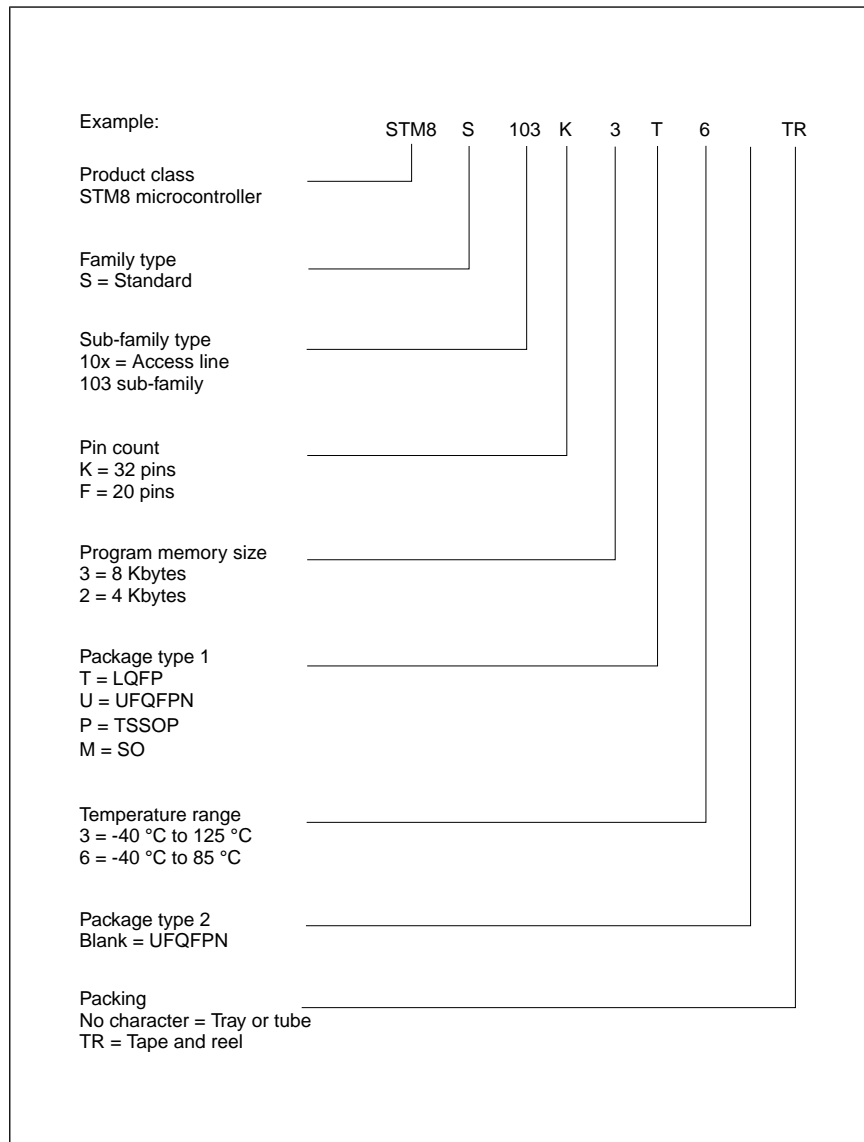 Example:
STM8 S 103 K 3 T 6 TR
Product class
STM8 microcontroller
Family type
S = Standard
Sub-family type
10x = Access line
103 sub-family
Pin count
K = 32 pins
F = 20 pins
Program memory size
3 = 8 Kbytes
2 = 4 Kbytes
Package type 1
T = LQFP
U = UFQFPN
P = TSSOP
M = SO
Temperature range
3 = -40 °C to 125 °C
6 = -40 °C to 85 °C
Package type 2
Blank = UFQFPN
Packing
No character = Tray or tube
TR = Tape and reel